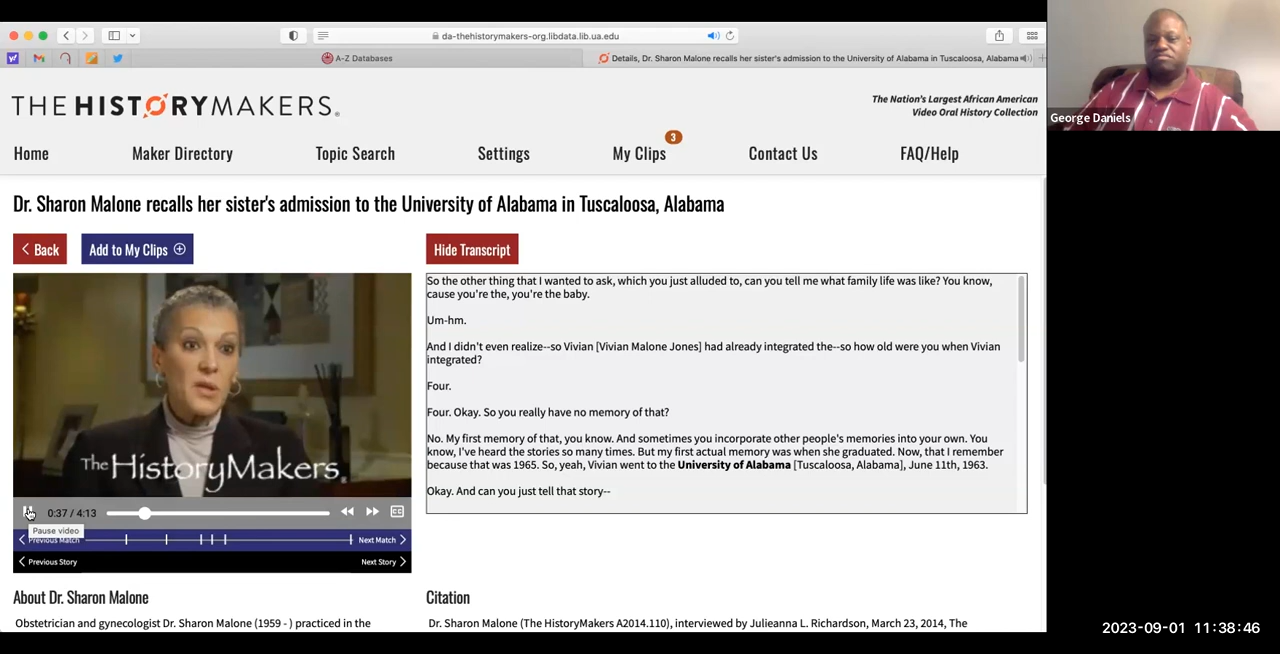 da-thehistorymakers-org.libdata.lib.ua.edu
A-Z Databases
Details, Dr. Sharon Malone recalls her sister's admission to the University of Alabama in Tuscaloosa, Alabama
THE HISTORYMAKERS®
The Nation's Largest African American
Video Oral History Collection
George Daniels
3
Home Maker Directory Topic Search Settings My Clips Contact Us FAQ/Help
Dr. Sharon Malone recalls her sister's admission to the University of Alabama in Tuscaloosa, Alabama
Back Add to My Clips Hide Transcript
So the other thing that I wanted to ask, which you just alluded to, can you tell me what family life was like? You know,
cause you're the, you're the baby.
Um-hm.
And I didn't even realize--so Vivian [Vivian Malone Jones] had already integrated the--so how old were you when Vivian
integrated?
Four.
Four. Okay. So you really have no memory of that?
No. My first memory of that, you know. And sometimes you incorporate other people's memories into your own. You
know, I've heard the stories so many times. But my first actual memory was when she graduated. Now, that I remember
because that was 1965. So, yeah, Vivian went to the University of Alabama [Tuscaloosa, Alabama], June 11th, 1963.
Okay. And can you just tell that story--
The HistoryMakers®
0:37 / 4:13
CC
Pause video
Previous Match Next Match
Previous Story Next Story
About Dr. Sharon Malone
Obstetrician and gynecologist Dr. Sharon Malone (1959 - ) practiced in the
Citation
Dr. Sharon Malone (The HistoryMakers A2014.110), interviewed by Julieanna L. Richardson, March 23, 2014, The
2023-09-01 11:38:46